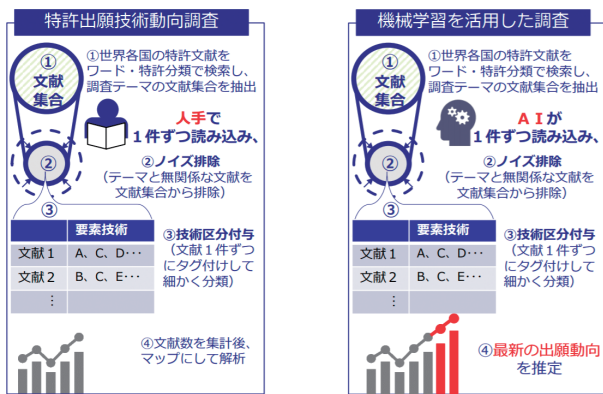 特許出願技術動向調査
①
文献
集合
①世界各国の特許文献を
ワード・特許分類で検索し、
調査テーマの文献集合を抽出
人手で
1件ずつ読み込み、
②
②ノイズ排除
（テーマと無関係な文献を
文献集合から排除）
③
要素技術
文献1 A、C、D･･･
文献2 B、C、E･･･
⋮
③技術区分付与
（文献1件ずつ
にタグ付けして
細かく分類）
④文献数を集計後、
マップにして解析
機械学習を活用した調査
①
文献
集合
①世界各国の特許文献を
ワード・特許分類で検索し、
調査テーマの文献集合を抽出
ＡＩが
1件ずつ読み込み、
②
②ノイズ排除
（テーマと無関係な文献を
文献集合から排除）
③
要素技術
文献1 A、C、D･･･
文献2 B、C、E･･･
⋮
③技術区分付与
（文献1件ずつ
にタグ付けして
細かく分類）
④最新の出願動向
を推定